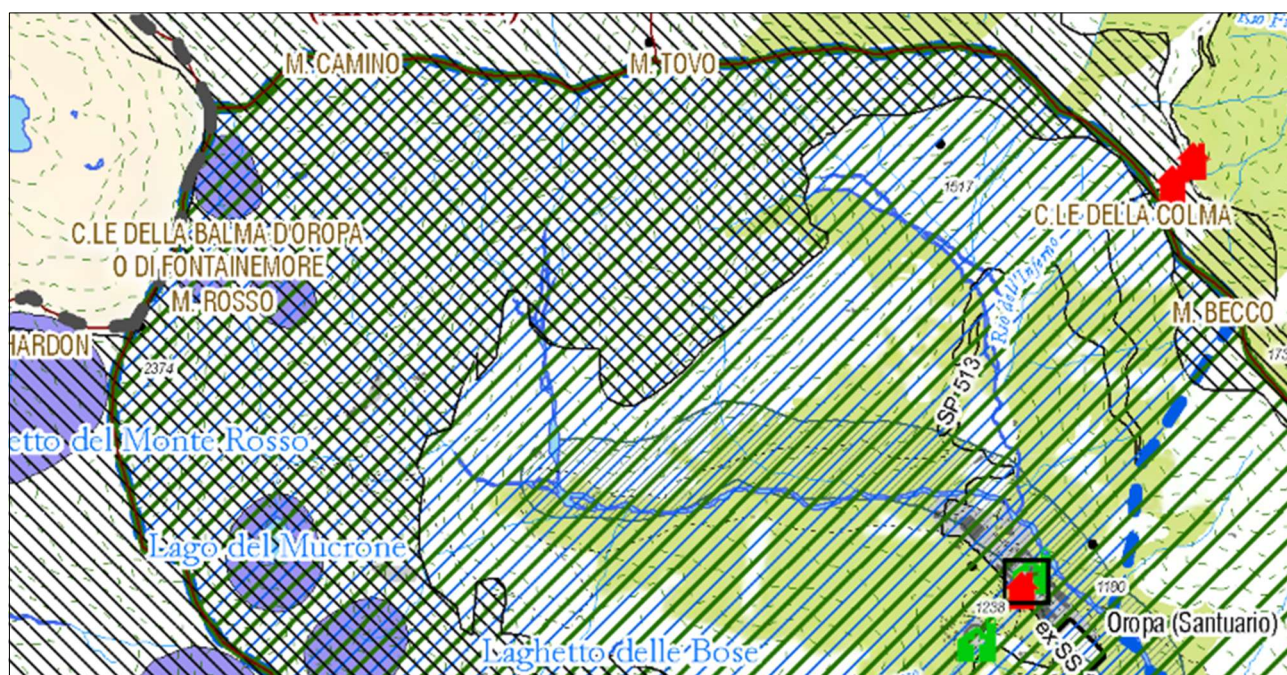 M. CAMINO
M. TOVO
1517
C.LE DELLA COLMA
C.LE DELLA BALMA D'OROPA
O DI FONTAINEMORE
M. ROSSO
Rio dell'Inferno
M. BECCO
HARDON
2374
SP.513
etto del Monte Rosso
Lago del Mucrone
1180
1238
Oropa (Santuario)
ex SS
Laghetto delle Bose